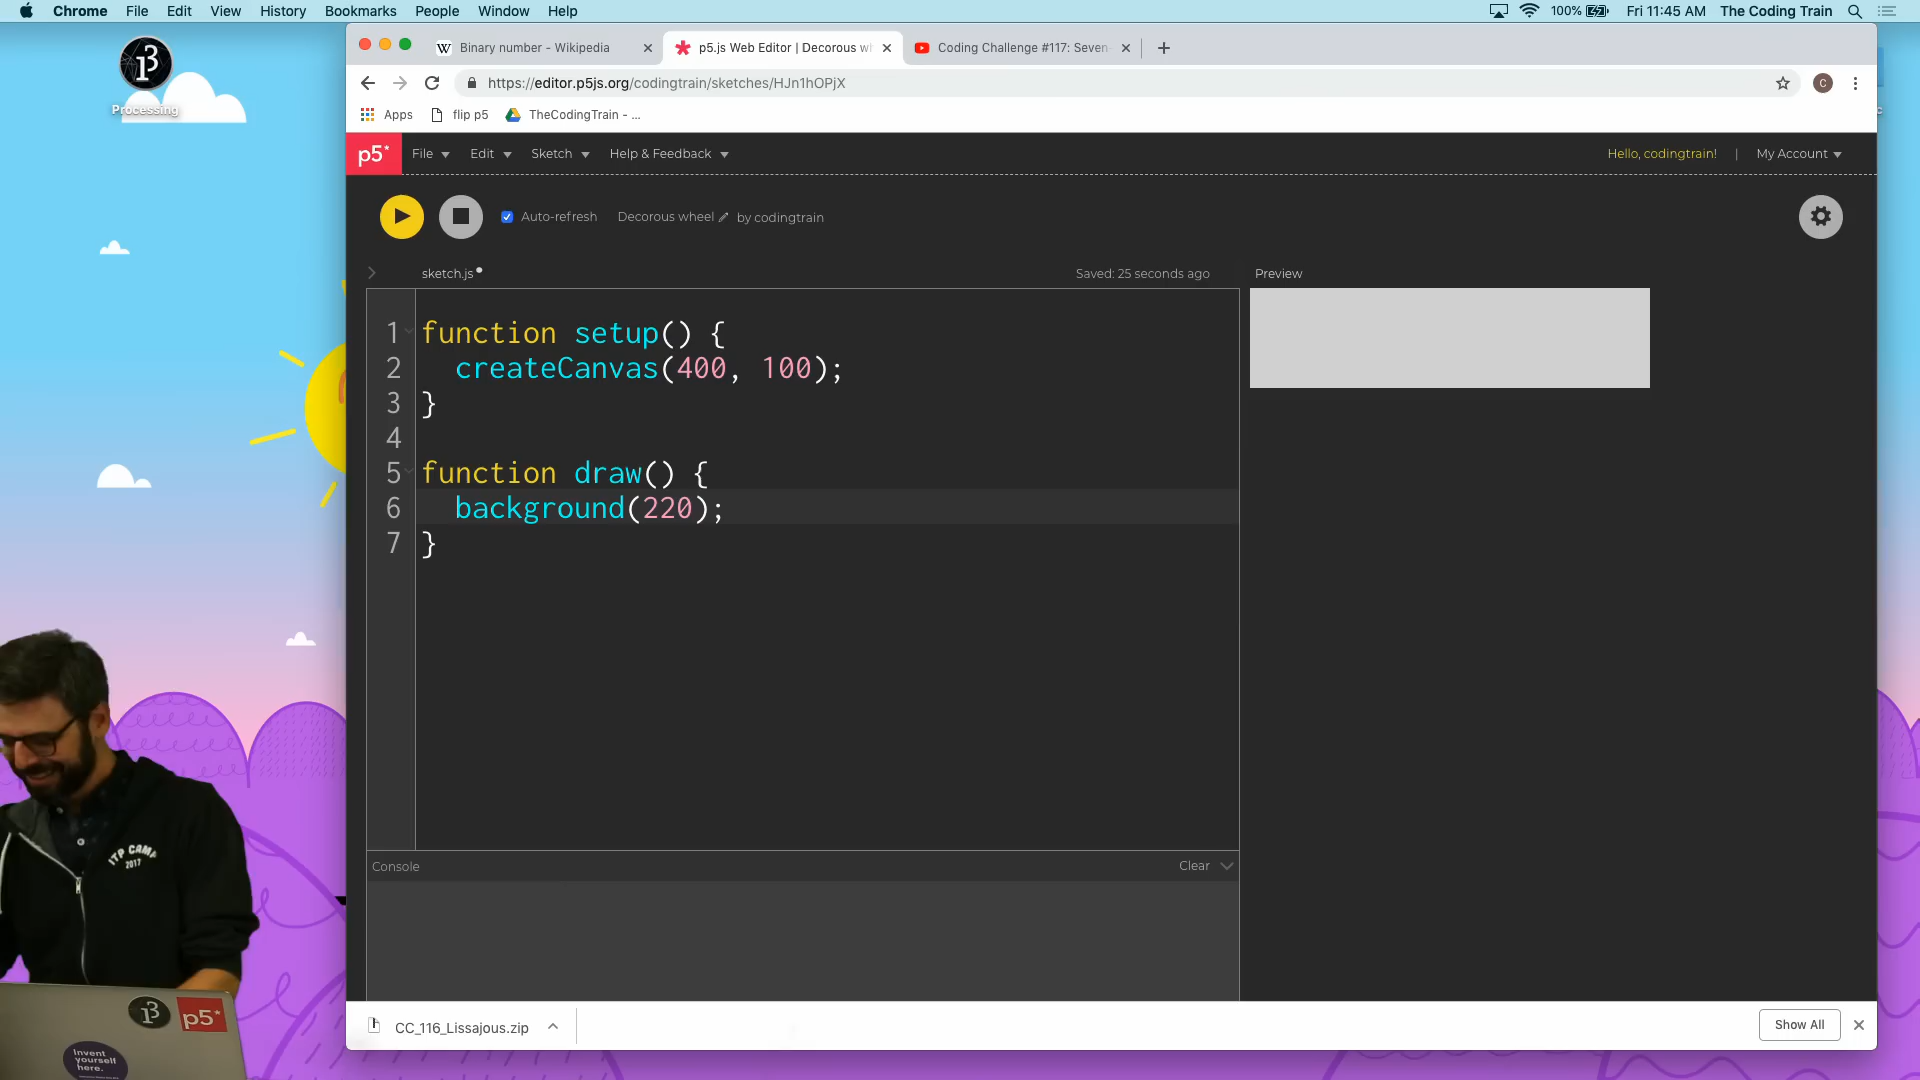 Chrome File Edit View History Bookmarks People Window Help 100% Fri 11:45 AM The Coding Train
Processing
Binary number - Wikipedia
p5.js Web Editor | Decorous wh
Coding Challenge #117: Seven-
https://editor.p5js.org/codingtrain/sketches/HJn1hOPjX
C
Apps flip p5 TheCodingTrain - ...
p5* File Edit Sketch Help & Feedback Hello, codingtrain! | My Account
Auto-refresh Decorous wheel by codingtrain
sketch.js Saved: 25 seconds ago Preview
1 function setup() {
2 createCanvas(400, 100);
3 }
4
5 function draw() {
6 background(220);
7 }
Console Clear
CC_116_Lissajous.zip Show All
ITP CAMP
2017
p5*
Invent
yourself
here.